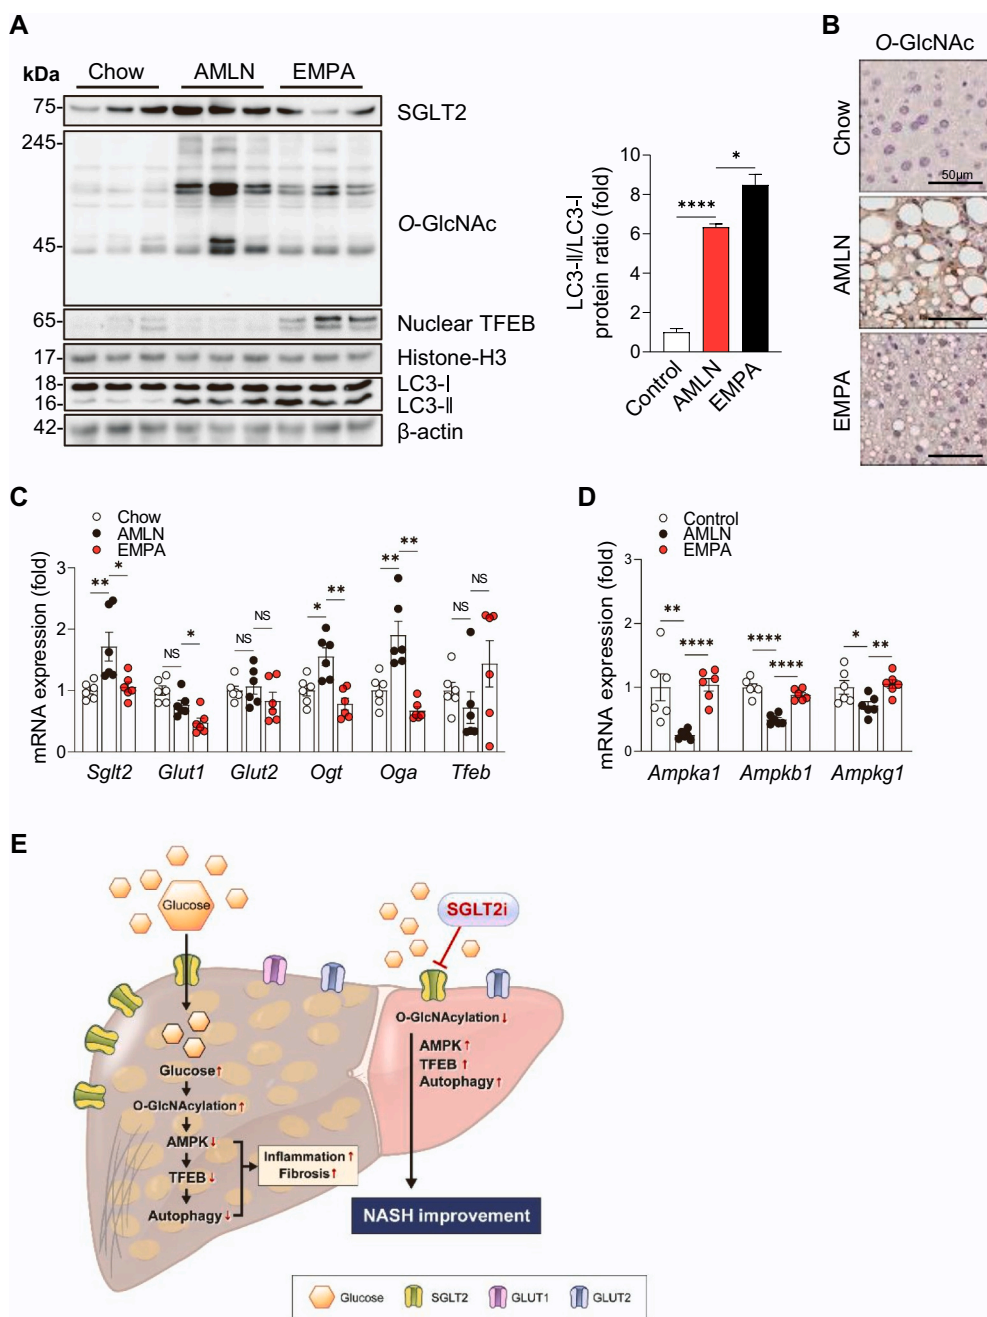 A
kDa
Chow AMLN EMPA
75-
SGLT2
245-
O-GlcNAc
45-
65-
Nuclear TFEB
17-
Histone-H3
18-
LC3-I
16-
LC3-II
42-
β-actin
LC3-II/LC3-I
protein ratio (fold)
10
8
6
4
2
0
****
*
Control
AMLN
EMPA
B
O-GlcNAc
Chow
50μm
AMLN
EMPA
C
Chow
AMLN
EMPA
mRNA expression (fold)
3
2
1
0
** *
NS *
NS NS
* **
** **
NS NS
Sglt2 Glut1 Glut2 Ogt Oga Tfeb
D
Control
AMLN
EMPA
mRNA expression (fold)
3
2
1
0
** ****
**** ****
* **
Ampka1 Ampkb1 Ampkg1
E
Glucose
Glucose↑
O-GlcNAcylation↑
AMPK↓
TFEB↓
Autophagy↓
Inflammation↑
Fibrosis↑
SGLT2i
O-GlcNAcylation↓
AMPK↑
TFEB↑
Autophagy↑
NASH improvement
Glucose SGLT2 GLUT1 GLUT2